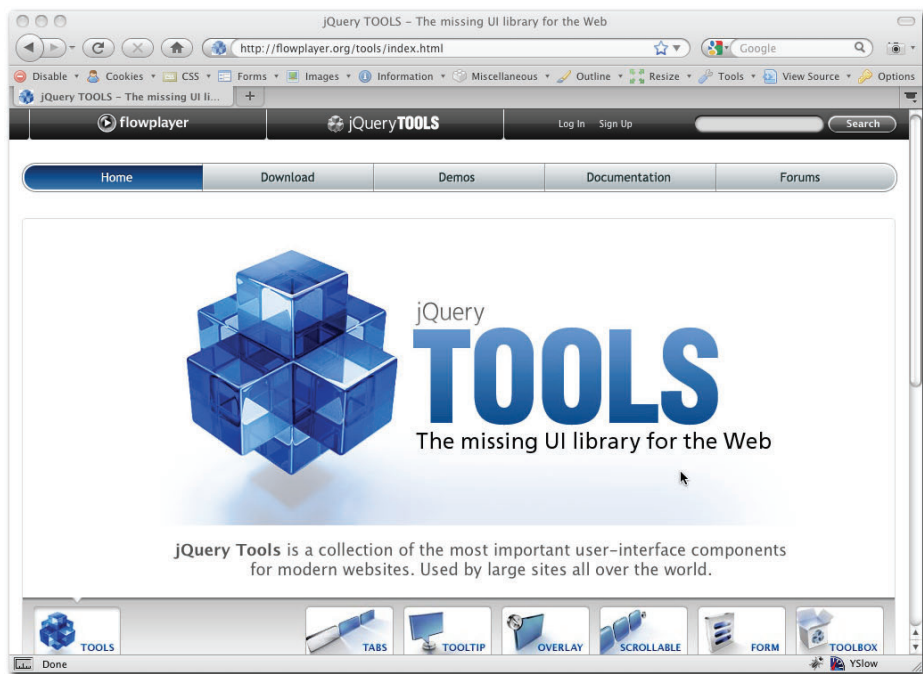 jQuery TOOLS – The missing UI library for the Web
http://flowplayer.org/tools/index.html
Google
Disable Cookies CSS Forms Images Information Miscellaneous Outline Resize Tools View Source Options
jQuery TOOLS – The missing UI li... +
flowplayer jQueryTOOLS Log In Sign Up Search
Home Download Demos Documentation Forums
jQuery
TOOLS
The missing UI library for the Web
jQuery Tools is a collection of the most important user-interface components
for modern websites. Used by large sites all over the world.
TOOLS TABS TOOLTIP OVERLAY SCROLLABLE FORM TOOLBOX
Done YSlow